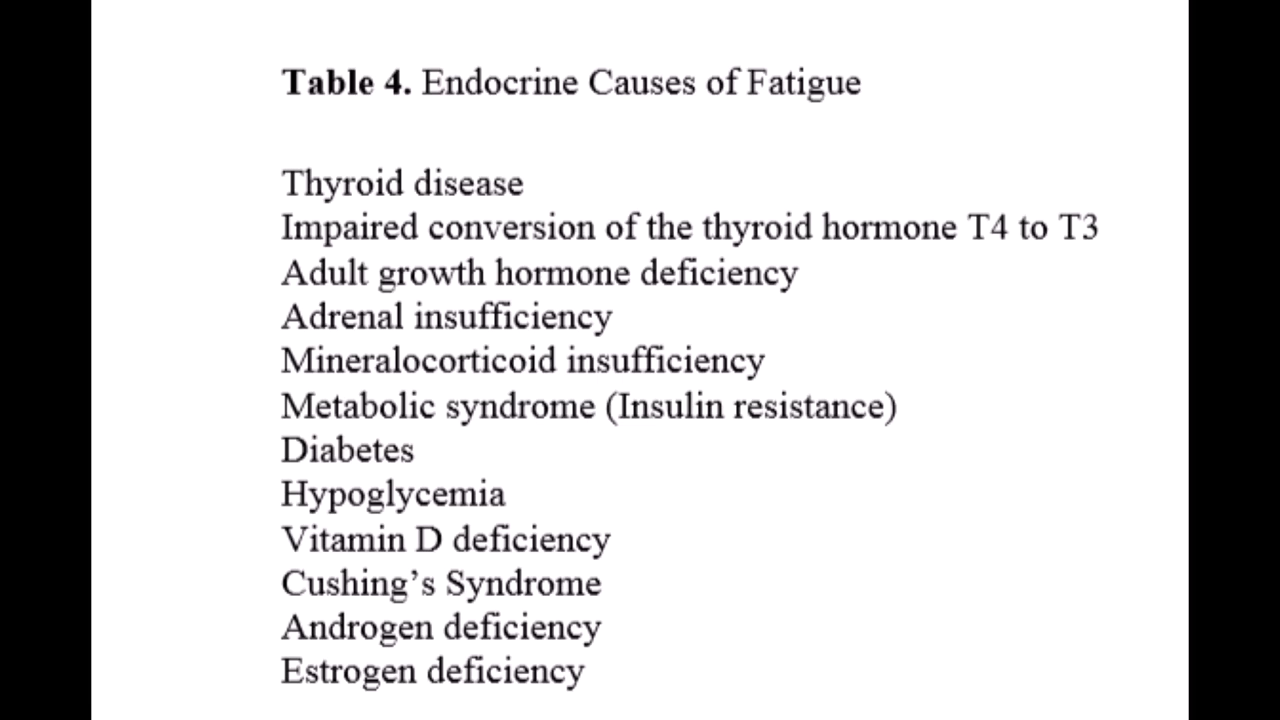 Table 4. Endocrine Causes of Fatigue
Thyroid disease
Impaired conversion of the thyroid hormone T4 to T3
Adult growth hormone deficiency
Adrenal insufficiency
Mineralocorticoid insufficiency
Metabolic syndrome (Insulin resistance)
Diabetes
Hypoglycemia
Vitamin D deficiency
Cushing’s Syndrome
Androgen deficiency
Estrogen deficiency